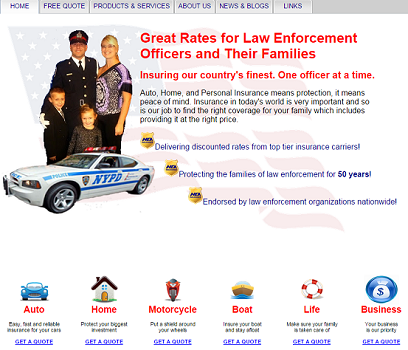 HOME FREE QUOTE PRODUCTS & SERVICES ABOUT US NEWS & BLOGS LINKS
Great Rates for Law Enforcement
Officers and Their Families
Insuring our country's finest. One officer at a time.
Auto, Home, and Personal Insurance means protection, it means
peace of mind. Insurance in today's world is very important and so
is our job to find the right coverage for your family which includes
providing it at the right price.
Delivering discounted rates from top tier insurance carriers!
Protecting the families of law enforcement for 50 years!
Endorsed by law enforcement organizations nationwide!
NYPD
Auto Home Motorcycle Boat Life Business
Easy, fast and reliable Protect your biggest Put a shield around Insure your boat Make sure your family Your business
insurance for your cars investment your wheels and stay afloat is taken care of is our priority
GET A QUOTE GET A QUOTE GET A QUOTE GET A QUOTE GET A QUOTE GET A QUOTE